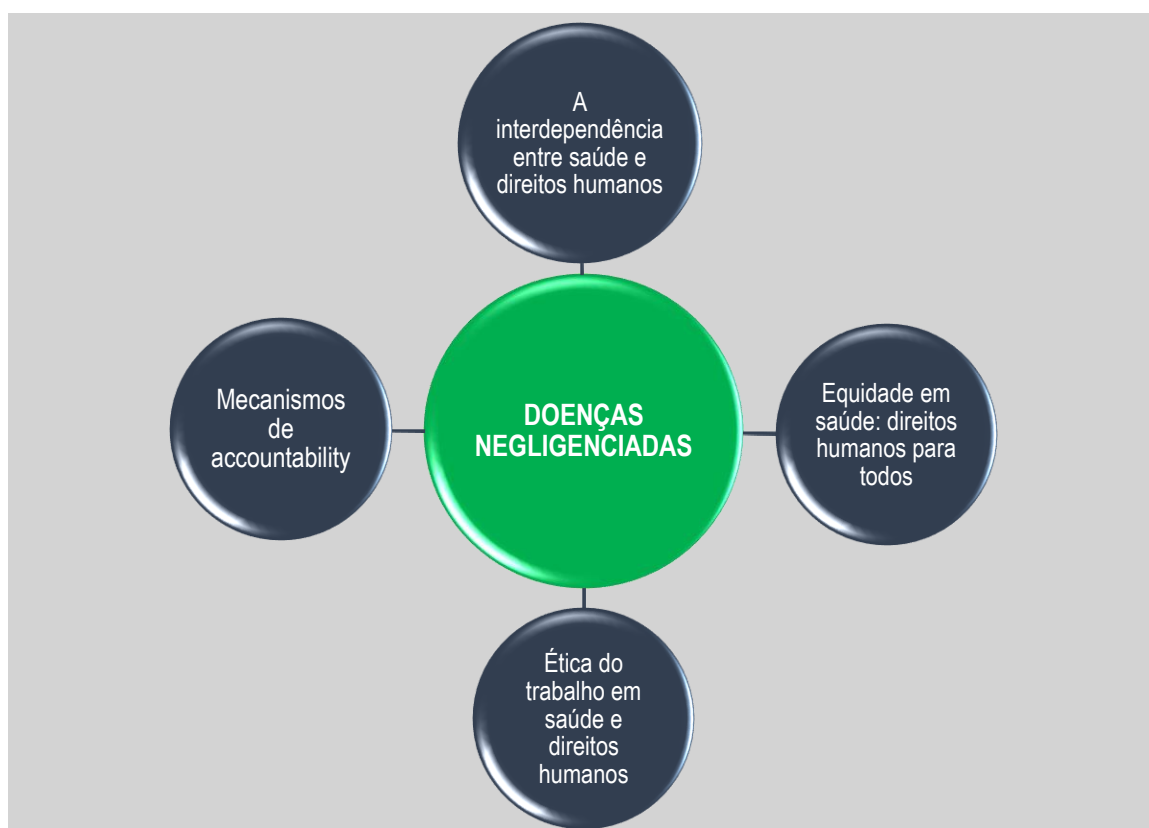 A
interdependência
entre saúde e
direitos humanos
Mecanismos
de
accountability
DOENÇAS
NEGLIGENCIADAS
Equidade em
saúde: direitos
humanos para
todos
Ética do
trabalho em
saúde e
direitos
humanos